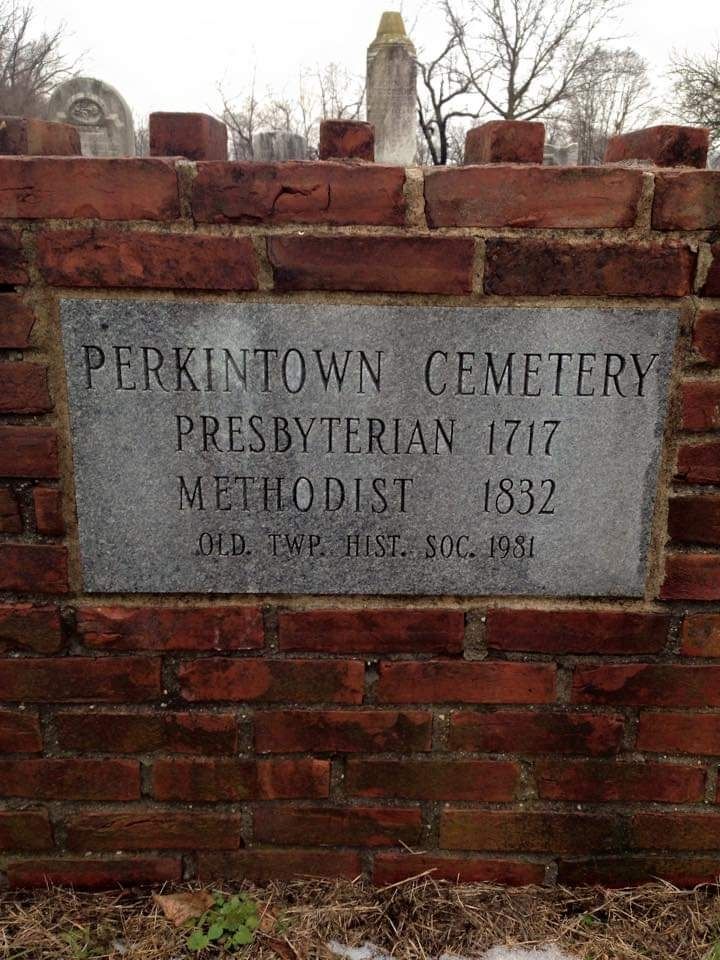 PERKINTOWN CEMETERY
PRESBYTERIAN 1717
METHODIST 1832
OLD. TWP. HIST. SOC. 1981